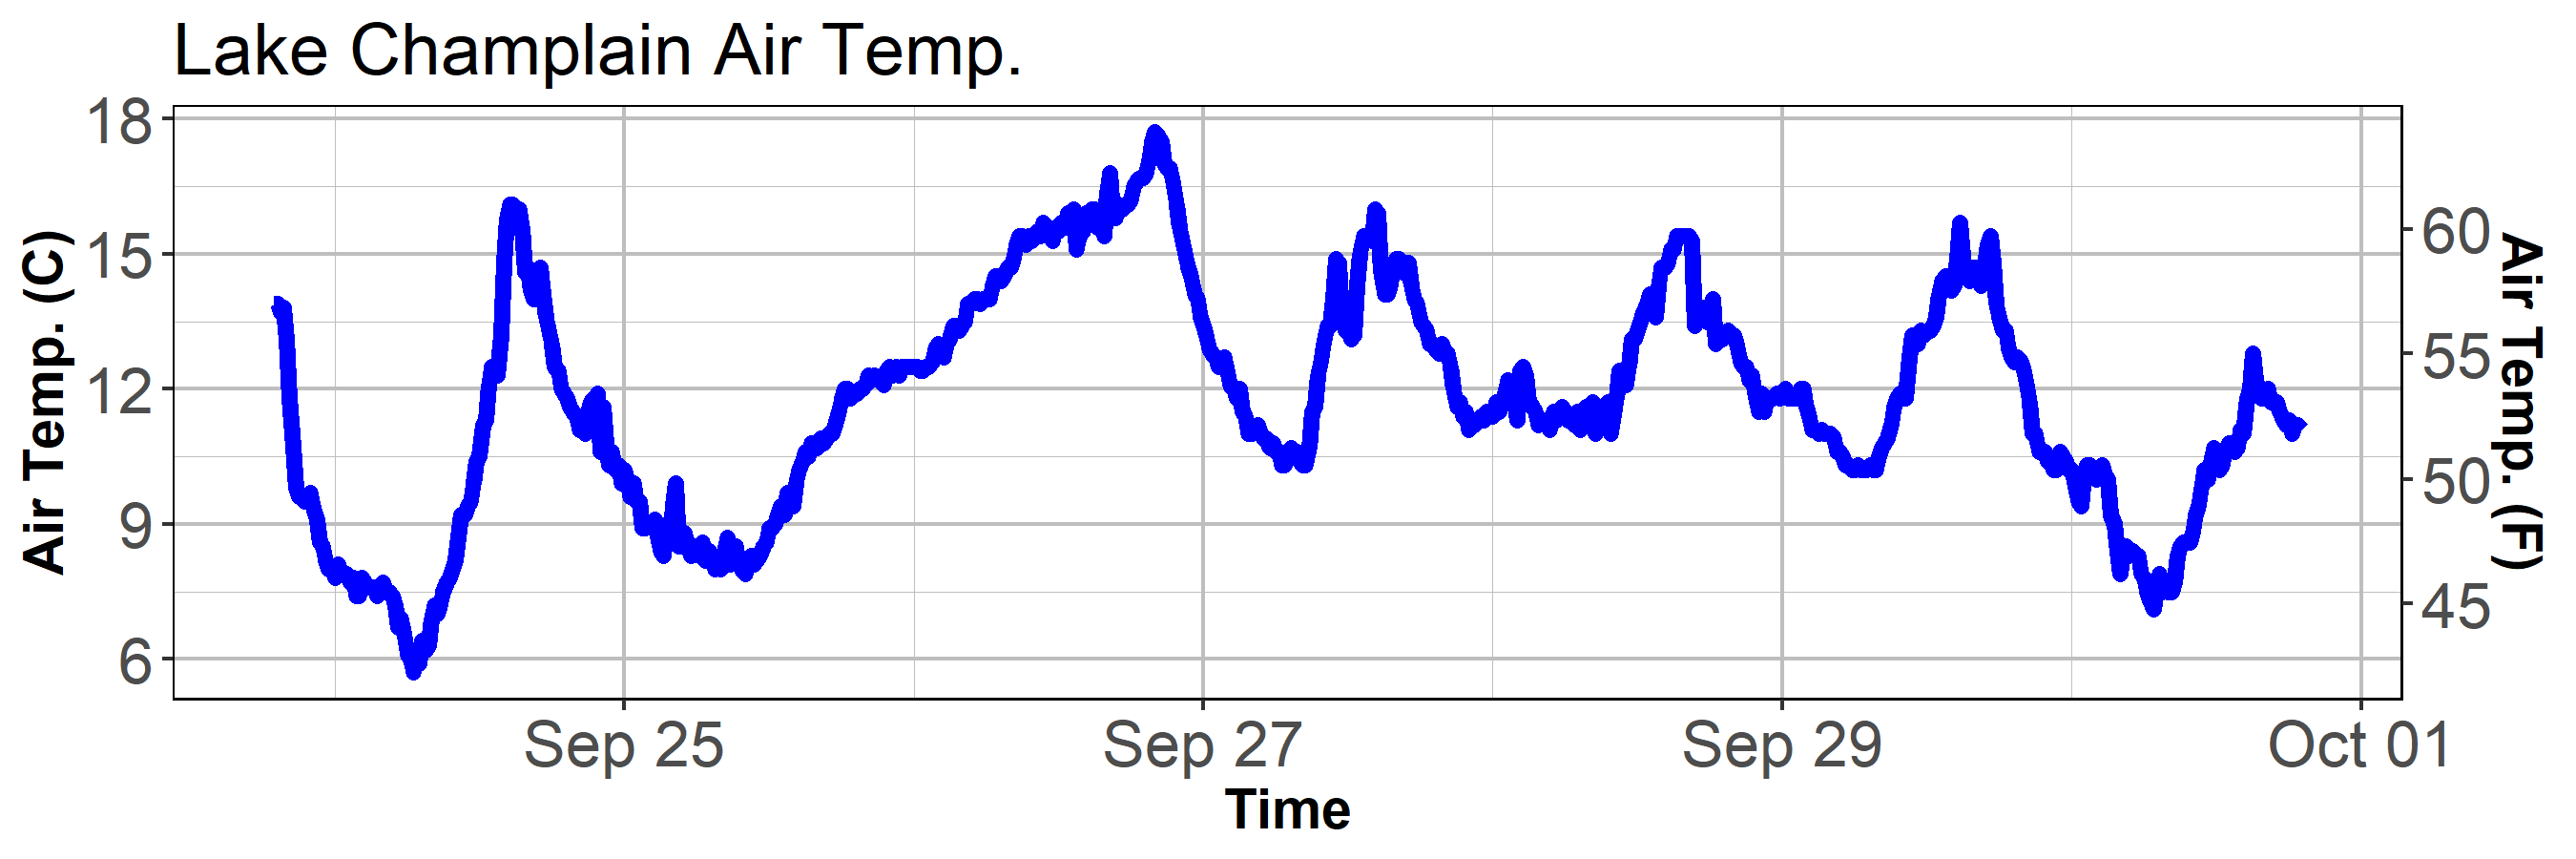 Lake Champlain Air Temp.
18
15
12
9
6
Air Temp. (C)
60
55
50
45
Air Temp. (F)
Sep 25
Sep 27
Sep 29
Oct 01
Time